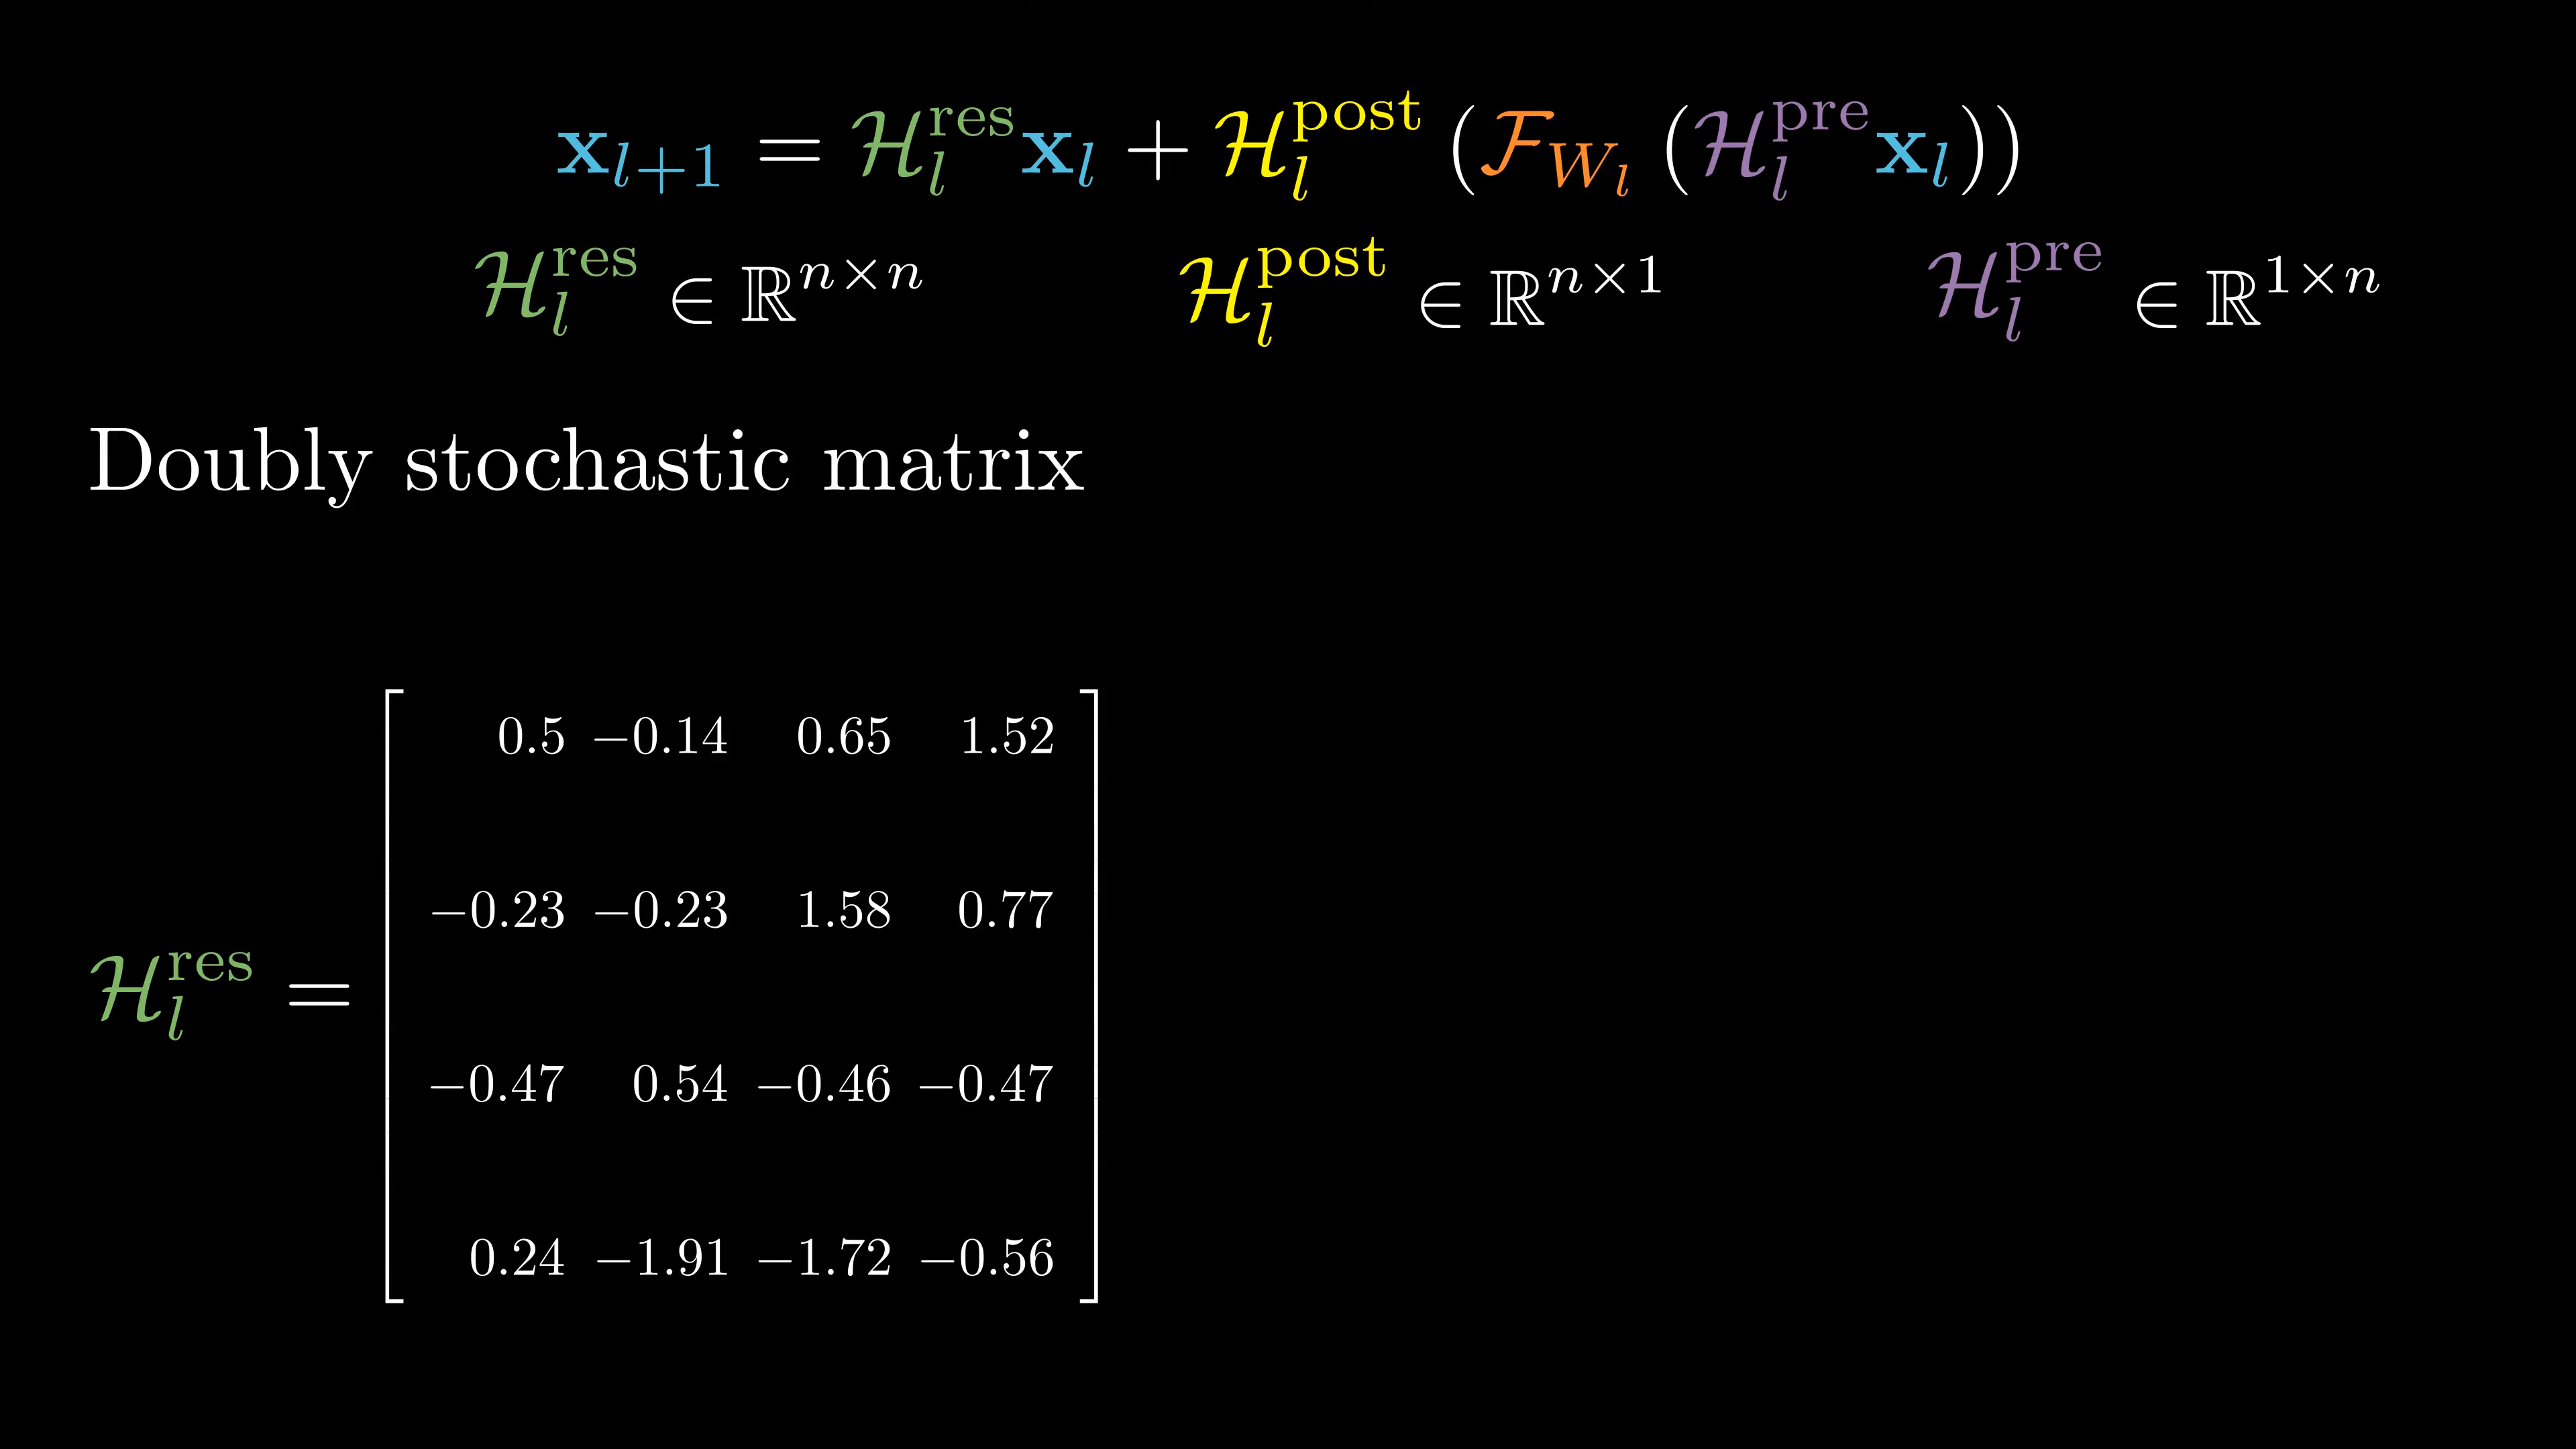 𝐱_{l+1} = ℋ_l^{res} 𝐱_l + ℋ_l^{post} (ℱ_{W_l} (ℋ_l^{pre} 𝐱_l))
ℋ_l^{res} ∈ ℝ^{n×n} ℋ_l^{post} ∈ ℝ^{n×1} ℋ_l^{pre} ∈ ℝ^{1×n}
Doubly stochastic matrix
0.5 −0.14 0.65 1.52
−0.23 −0.23 1.58 0.77
ℋ_l^{res} =
−0.47 0.54 −0.46 −0.47
0.24 −1.91 −1.72 −0.56